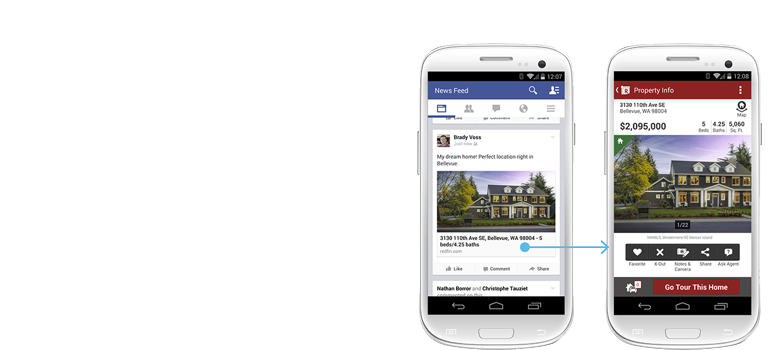 12:07
News Feed
Like Comment Share
Brady Voss
Just now
My dream home! Perfect location right in
Bellevue.
3130 110th Ave SE, Bellevue, WA 98004 - 5
beds/4.25 baths
redfin.com
Like Comment Share
Nathan Borror and Christophe Tauziet
commented on this.
12:08
Property Info
3130 110th Ave SE
Bellevue, WA 98004
Map
$2,095,000
5 4.25 5,060
Beds Baths Sq. Ft.
1/22
NWMLS, Windermere RE Mercer Island
Favorite X-Out Notes & Share Ask Agent
Camera
Go Tour This Home